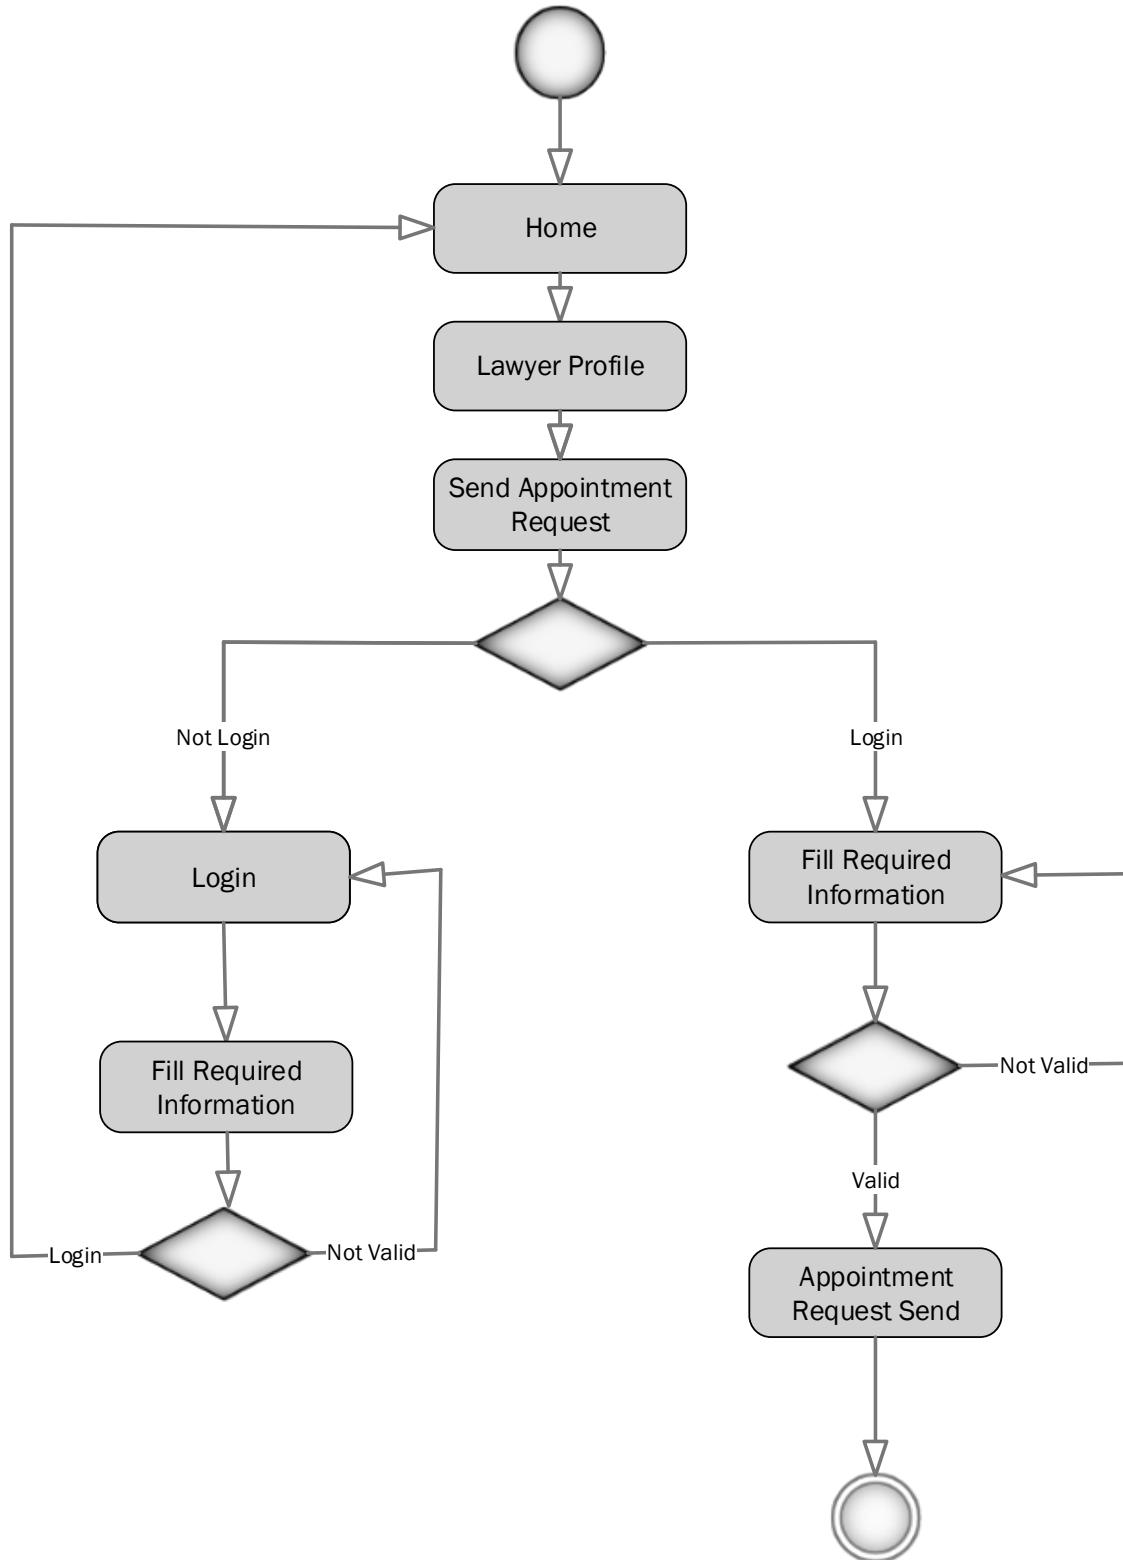 Home
Lawyer Profile
Send Appointment
Request
Not Login
Login
Login
Fill Required
Information
Fill Required
Information
Not Valid
Valid
Login
Not Valid
Appointment
Request Send